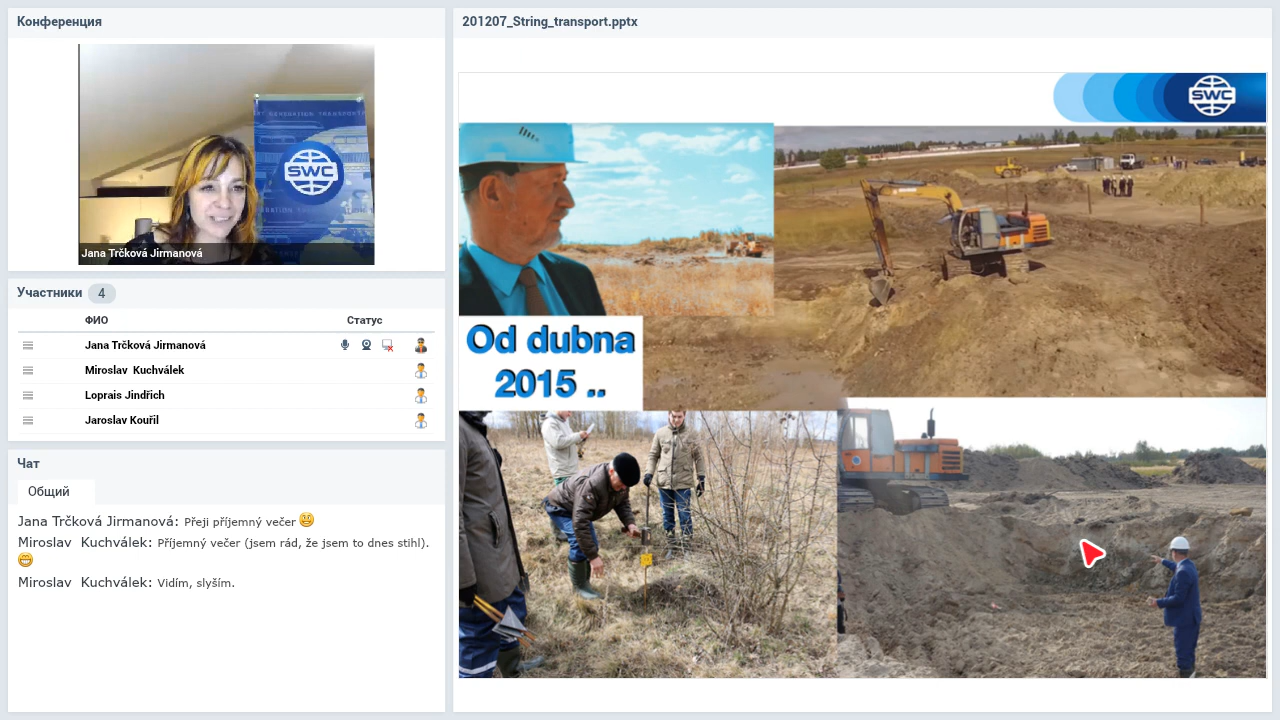 Конференция
SWC
Jana Trčková Jirmanová
Участники 4
ФИО Статус
Jana Trčková Jirmanová
Miroslav Kuchválek
Loprais Jindřich
Jaroslav Kouřil
Чат
Общий
Jana Trčková Jirmanová: Přeji příjemný večer
Miroslav Kuchválek: Příjemný večer (jsem rád, že jsem to dnes stihl).
Miroslav Kuchválek: Vidím, slyším.
201207_String_transport.pptx
SWC
Od dubna
2015 ..